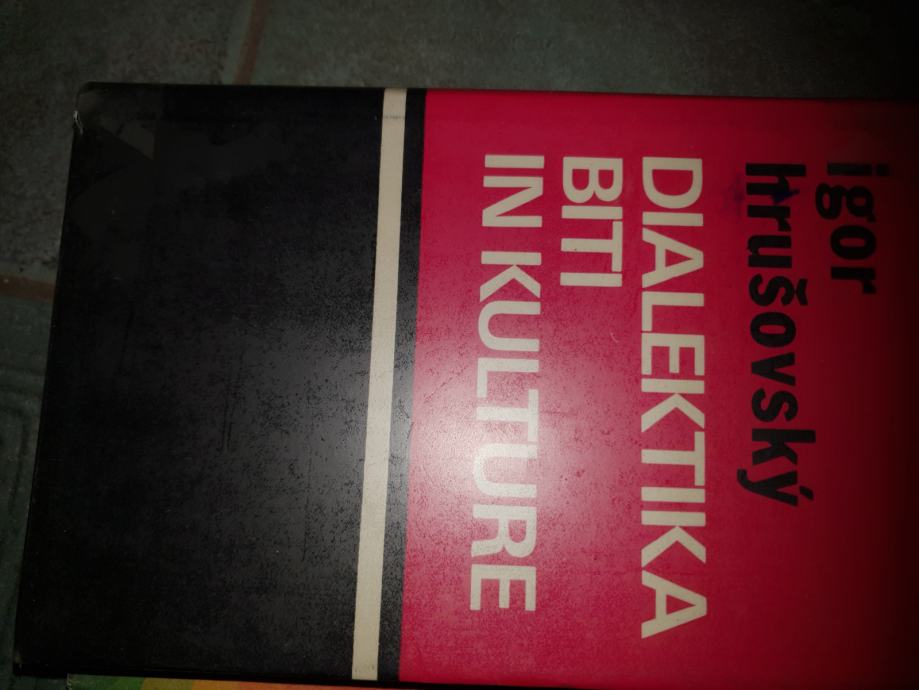 igor
hrušovský
DIALEKTIKA
BITI
IN KULTURE